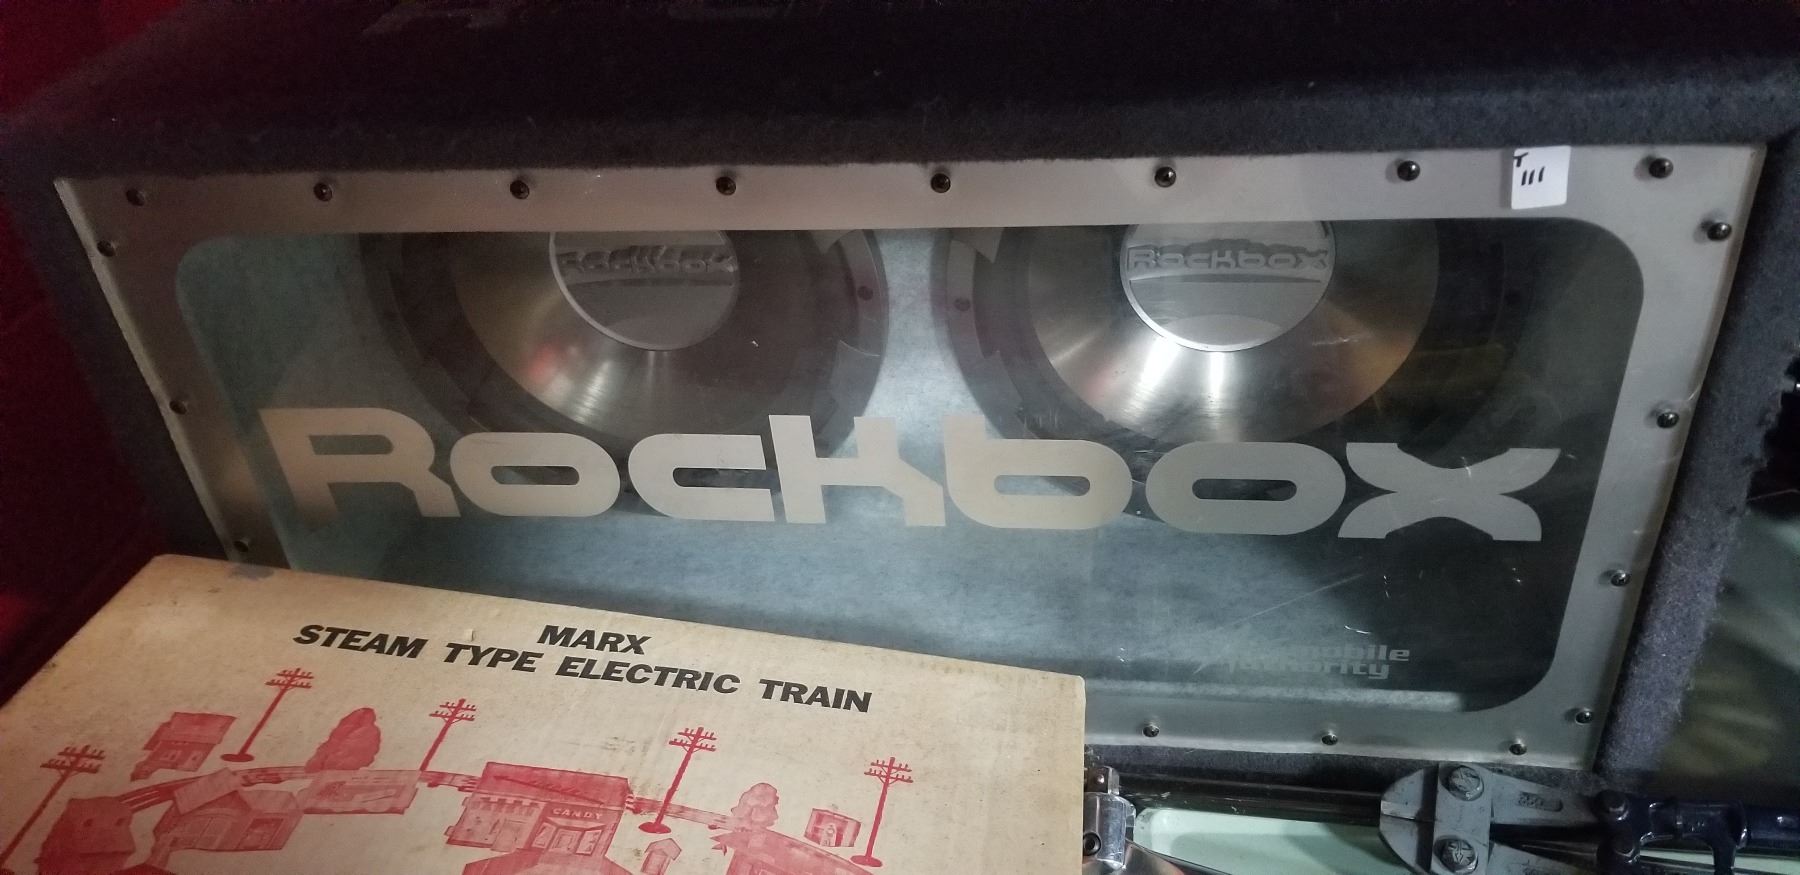 T
111
Rockbox
Rockbox
Rockbox
MARX
STEAM TYPE ELECTRIC TRAIN
CANDY